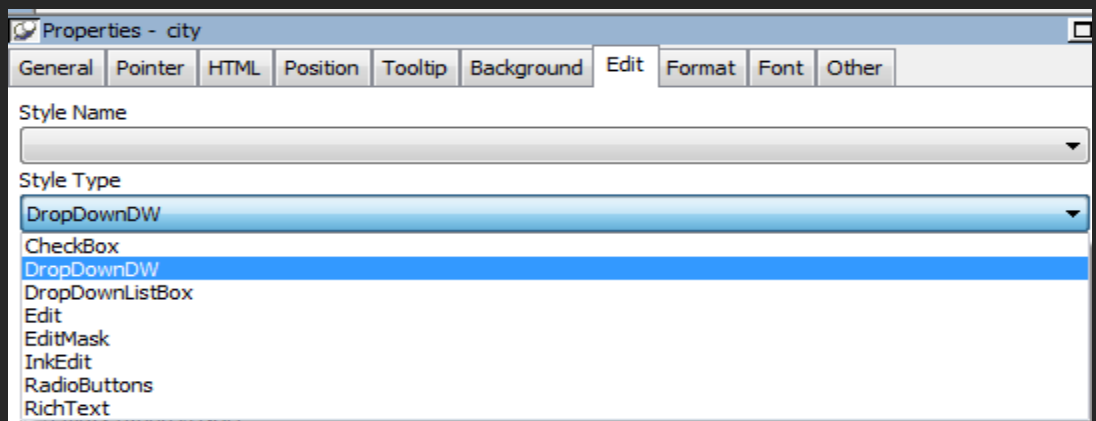 Properties - city
General Pointer HTML Position Tooltip Background Edit Format Font Other
Style Name
Style Type
DropDownDW
CheckBox
DropDownDW
DropDownListBox
Edit
EditMask
InkEdit
RadioButtons
RichText